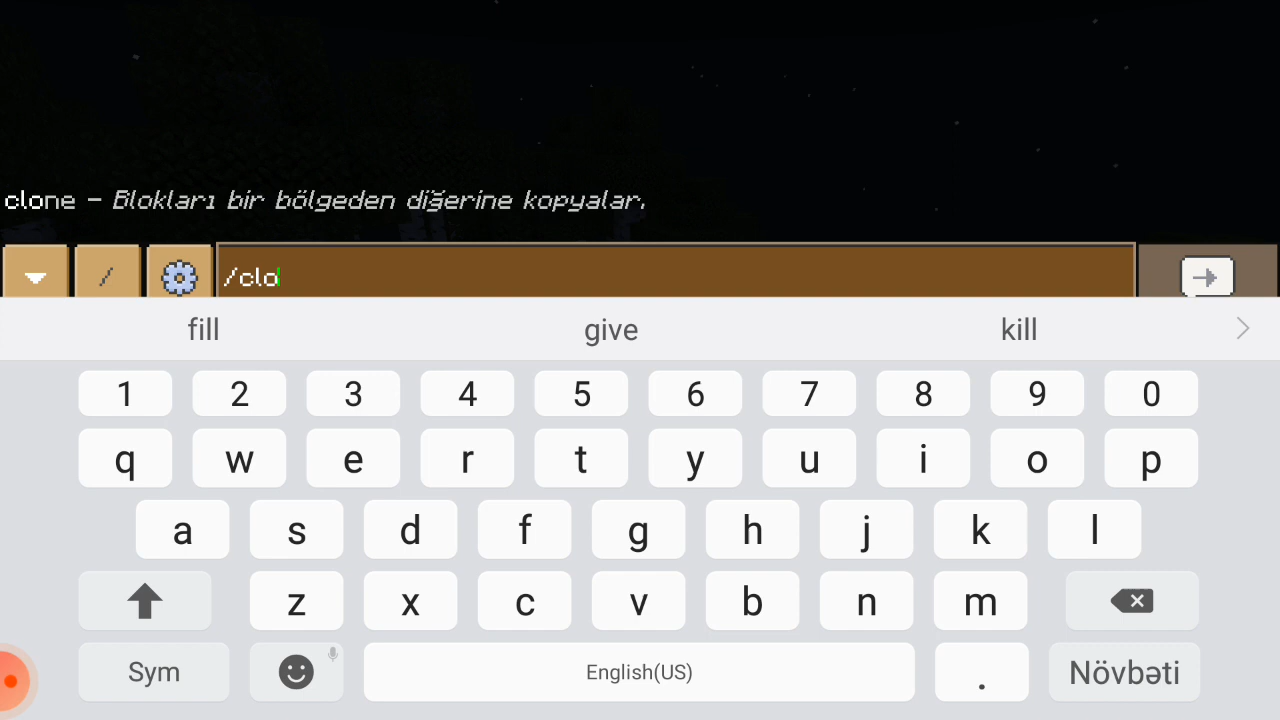 clone - Blokları bir bölgeden diğerine kopyalar.
/ /clo
fill give kill
1 2 3 4 5 6 7 8 9 0
q w e r t y u i o p
a s d f g h j k l
z x c v b n m
Sym English(US) . Növbəti